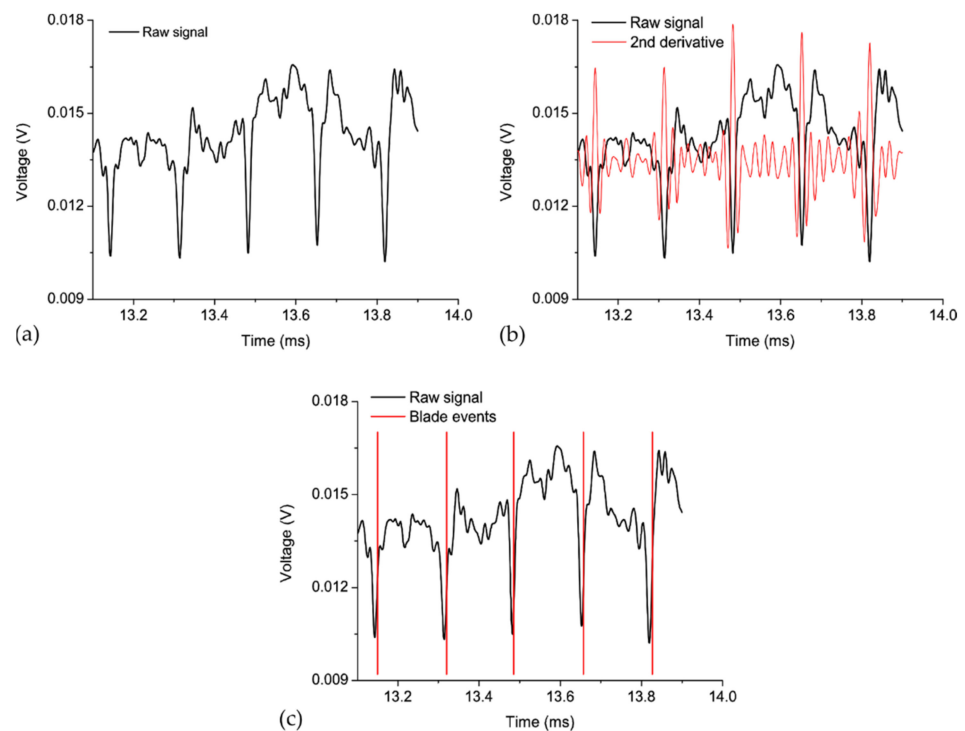 0.018
Raw signal
0.015
0.012
0.009
Voltage (V)
13.2
13.4
13.6
13.8
14.0
Time (ms)
(a)
0.018
Raw signal
2nd derivative
0.015
0.012
0.009
Voltage (V)
13.2
13.4
13.6
13.8
14.0
Time (ms)
(b)
0.018
Raw signal
Blade events
0.015
0.012
0.009
Voltage (V)
13.2
13.4
13.6
13.8
14.0
Time (ms)
(c)